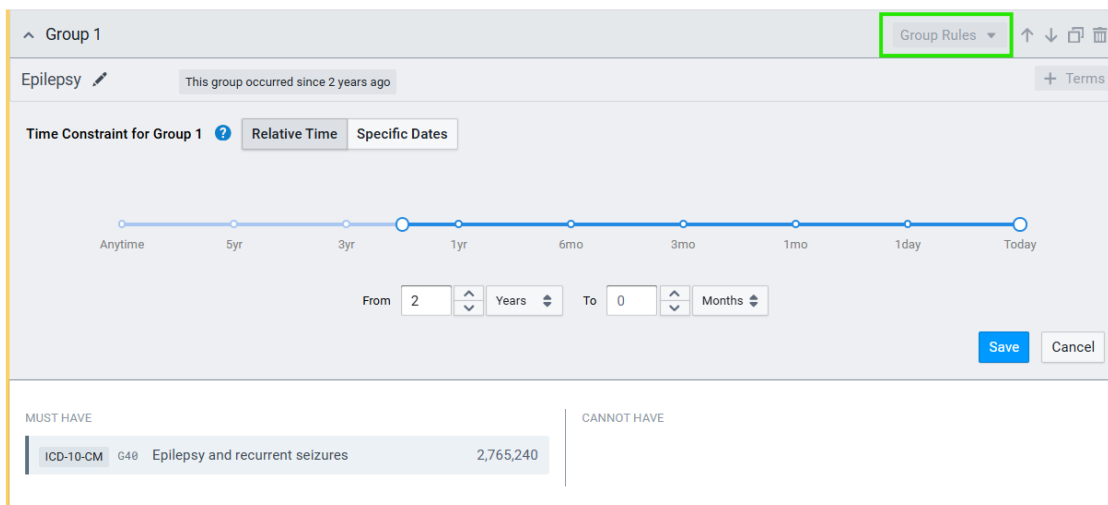 Group 1 Group Rules
Epilepsy This group occurred since 2 years ago + Terms
Time Constraint for Group 1 ? Relative Time Specific Dates
Anytime 5yr 3yr 1yr 6mo 3mo 1mo 1day Today
From 2 Years To 0 Months
Save Cancel
MUST HAVE CANNOT HAVE
ICD-10-CM G40 Epilepsy and recurrent seizures 2,765,240